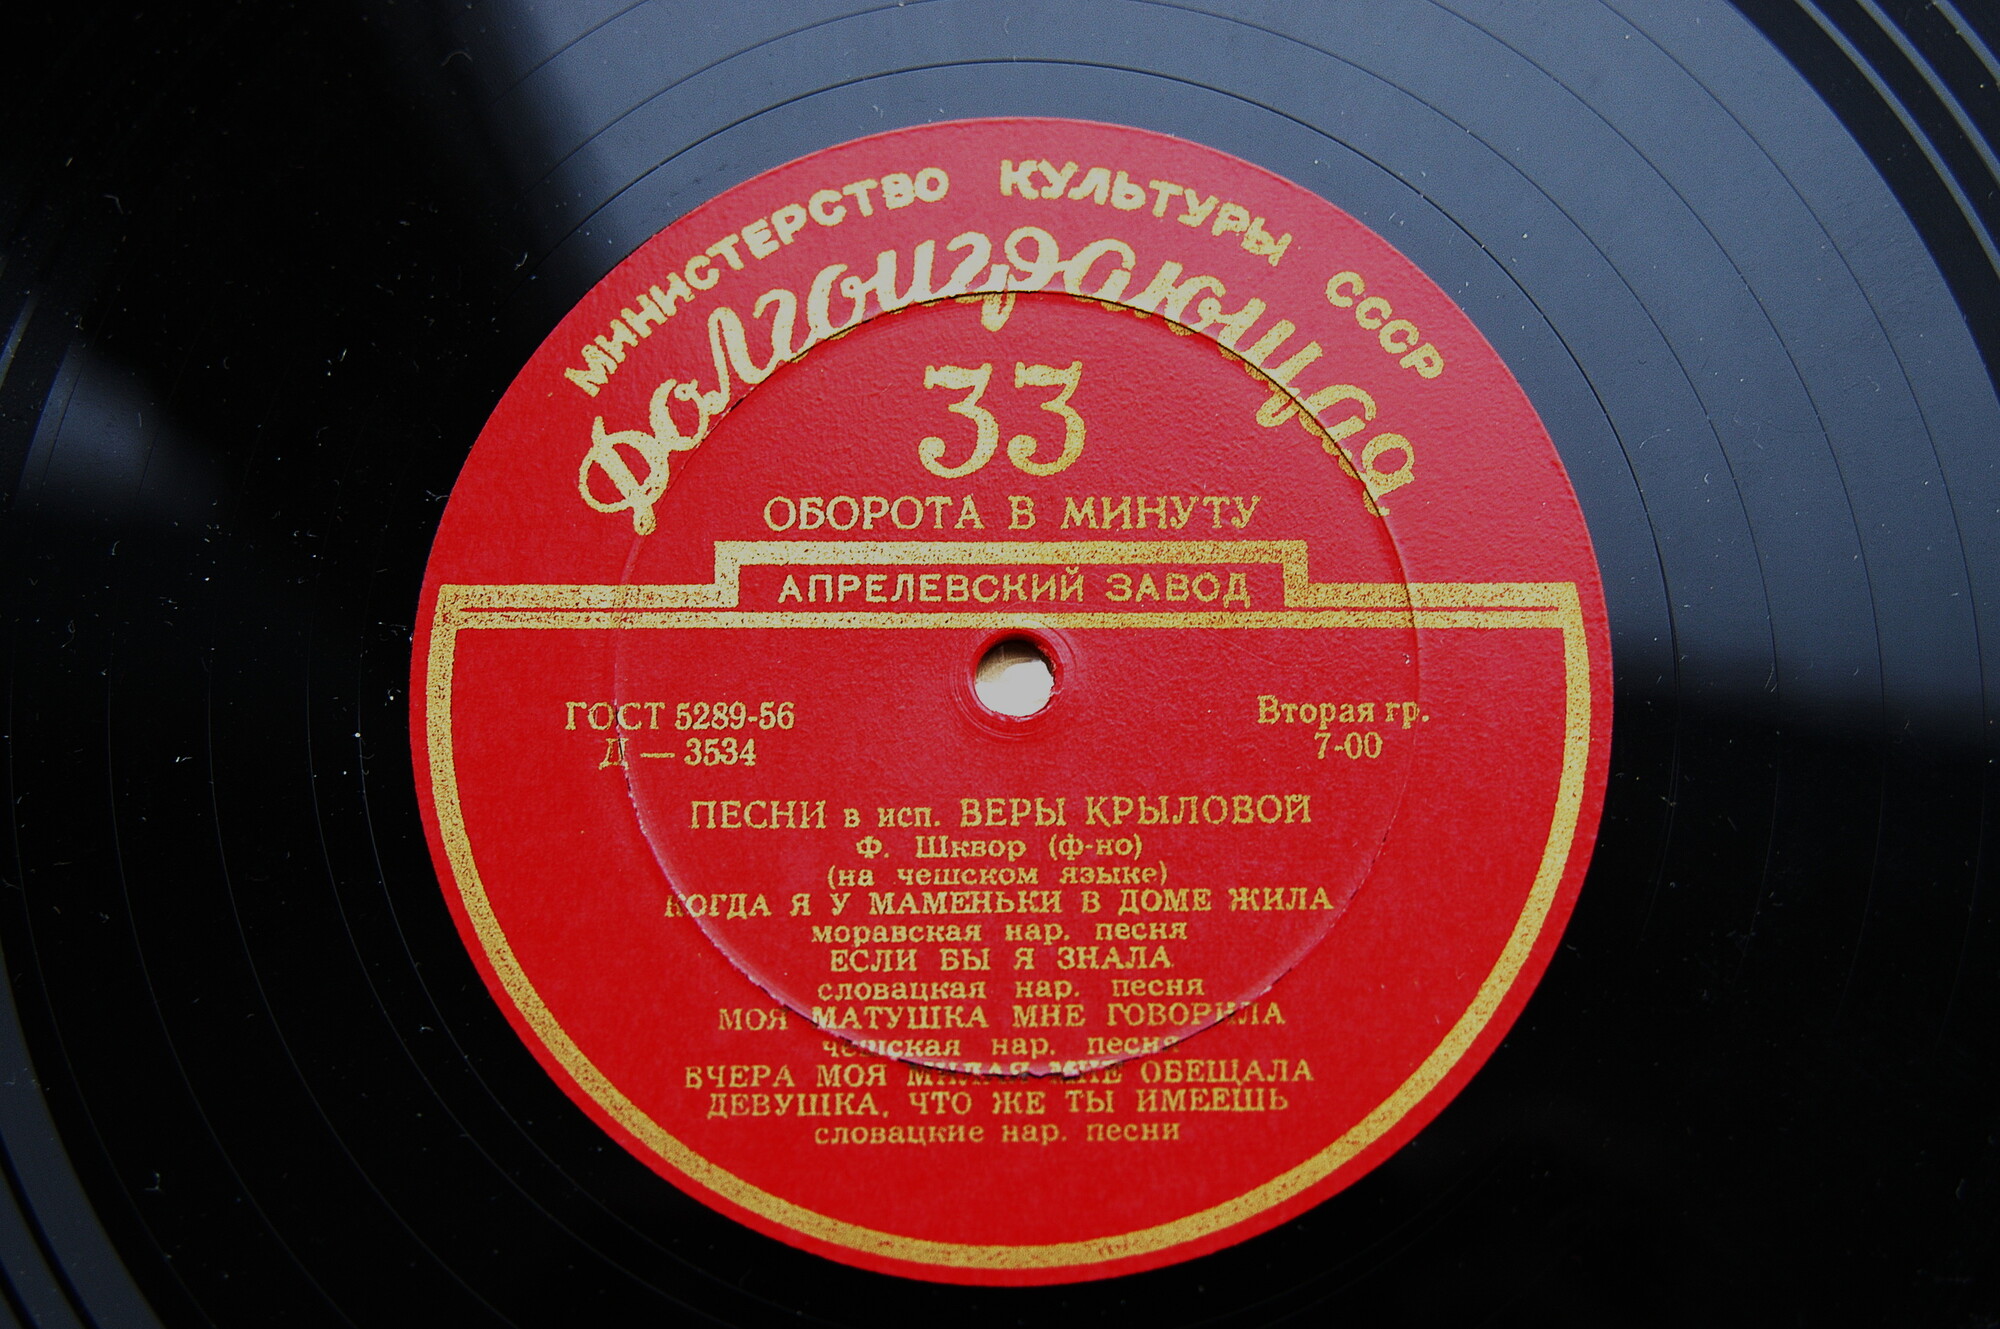 МИНИСТЕРСТВО КУЛЬТУРЫ СССР
Долгоиграющая
33
ОБОРОТА В МИНУТУ
АПРЕЛЕВСКИЙ ЗАВОД
ГОСТ 5289-56
Д — 3534
Вторая гр.
7-00
ПЕСНИ в исп. ВЕРЫ КРЫЛОВОЙ
Ф. Шквор (ф-но)
(на чешском языке)
КОГДА Я У МАМЕНЬКИ В ДОМЕ ЖИЛА
моравская нар. песня
ЕСЛИ БЫ Я ЗНАЛА
словацкая нар. песня
МОЯ МАТУШКА МНЕ ГОВОРИЛА
чешская нар. песня
ВЧЕРА МОЯ МИЛАЯ МНЕ ОБЕЩАЛА
ДЕВУШКА, ЧТО ЖЕ ТЫ ИМЕЕШЬ
словацкие нар. песни